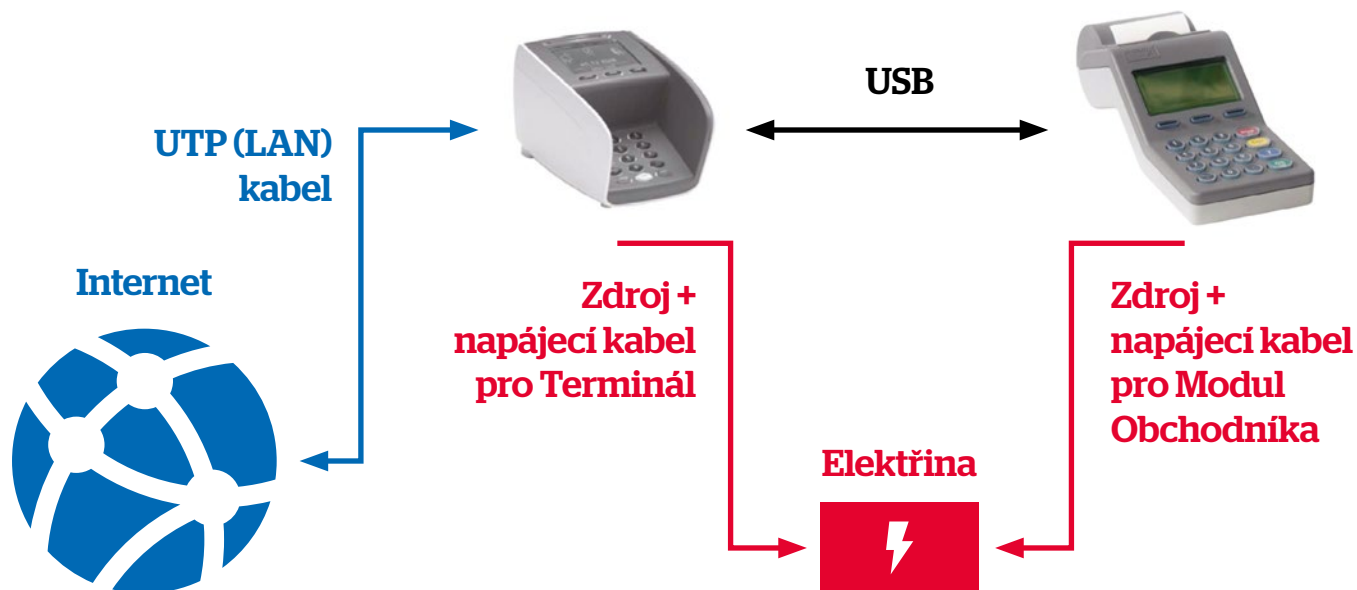 USB
UTP (LAN)
kabel
Internet
Zdroj +
napájecí kabel
pro Terminál
Zdroj +
napájecí kabel
pro Modul
Obchodníka
Elektřina